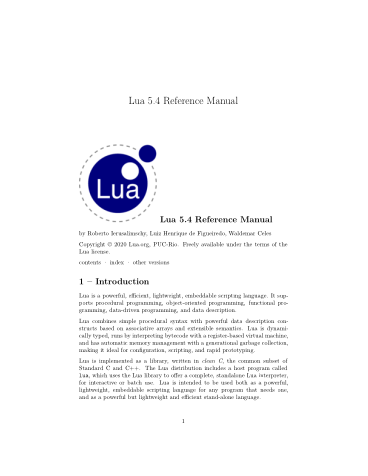 Lua 5.4 Reference Manual
Lua
Lua 5.4 Reference Manual
by Roberto Ierusalimschy, Luiz Henrique de Figueiredo, Waldemar Celes
Copyright © 2020 Lua.org, PUC-Rio. Freely available under the terms of the
Lua license.
contents · index · other versions
1 – Introduction
Lua is a powerful, efficient, lightweight, embeddable scripting language. It sup-
ports procedural programming, object-oriented programming, functional pro-
gramming, data-driven programming, and data description.
Lua combines simple procedural syntax with powerful data description con-
structs based on associative arrays and extensible semantics. Lua is dynami-
cally typed, runs by interpreting bytecode with a register-based virtual machine,
and has automatic memory management with a generational garbage collection,
making it ideal for configuration, scripting, and rapid prototyping.
Lua is implemented as a library, written in clean C, the common subset of
Standard C and C++. The Lua distribution includes a host program called
lua, which uses the Lua library to offer a complete, standalone Lua interpreter,
for interactive or batch use. Lua is intended to be used both as a powerful,
lightweight, embeddable scripting language for any program that needs one,
and as a powerful but lightweight and efficient stand-alone language.
1